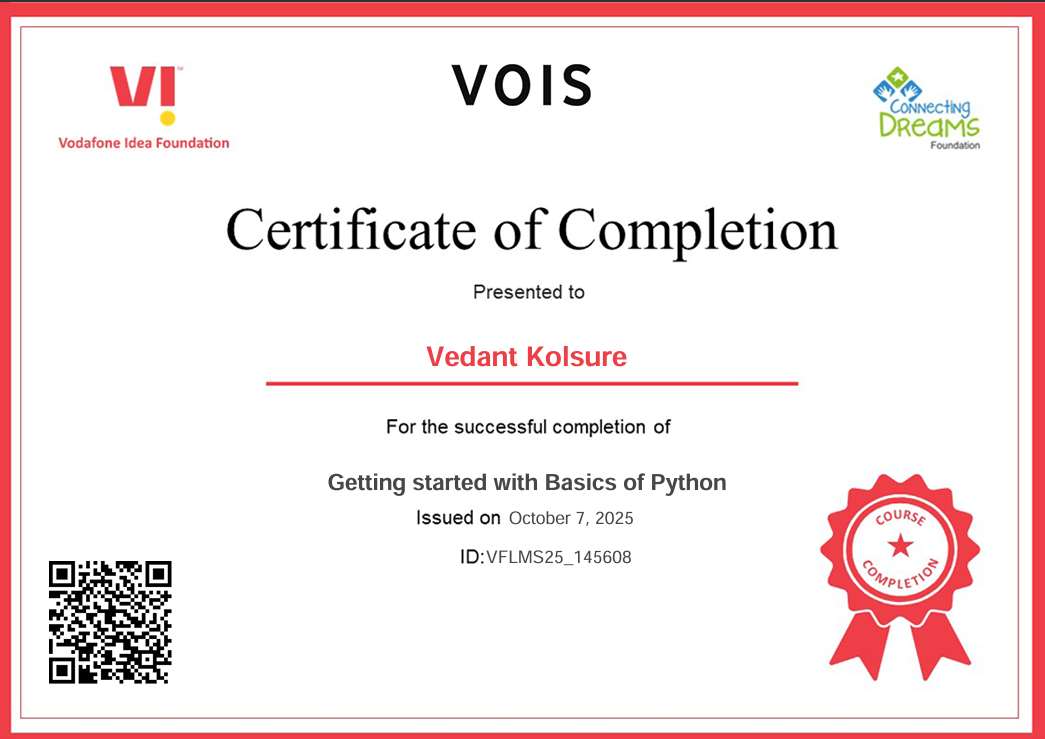 VI™
Vodafone Idea Foundation
VOIS
Connecting
Dreams
Foundation
Certificate of Completion
Presented to
Vedant Kolsure
For the successful completion of
Getting started with Basics of Python
Issued on October 7, 2025
ID:VFLMS25_145608
COURSE
COMPLETION